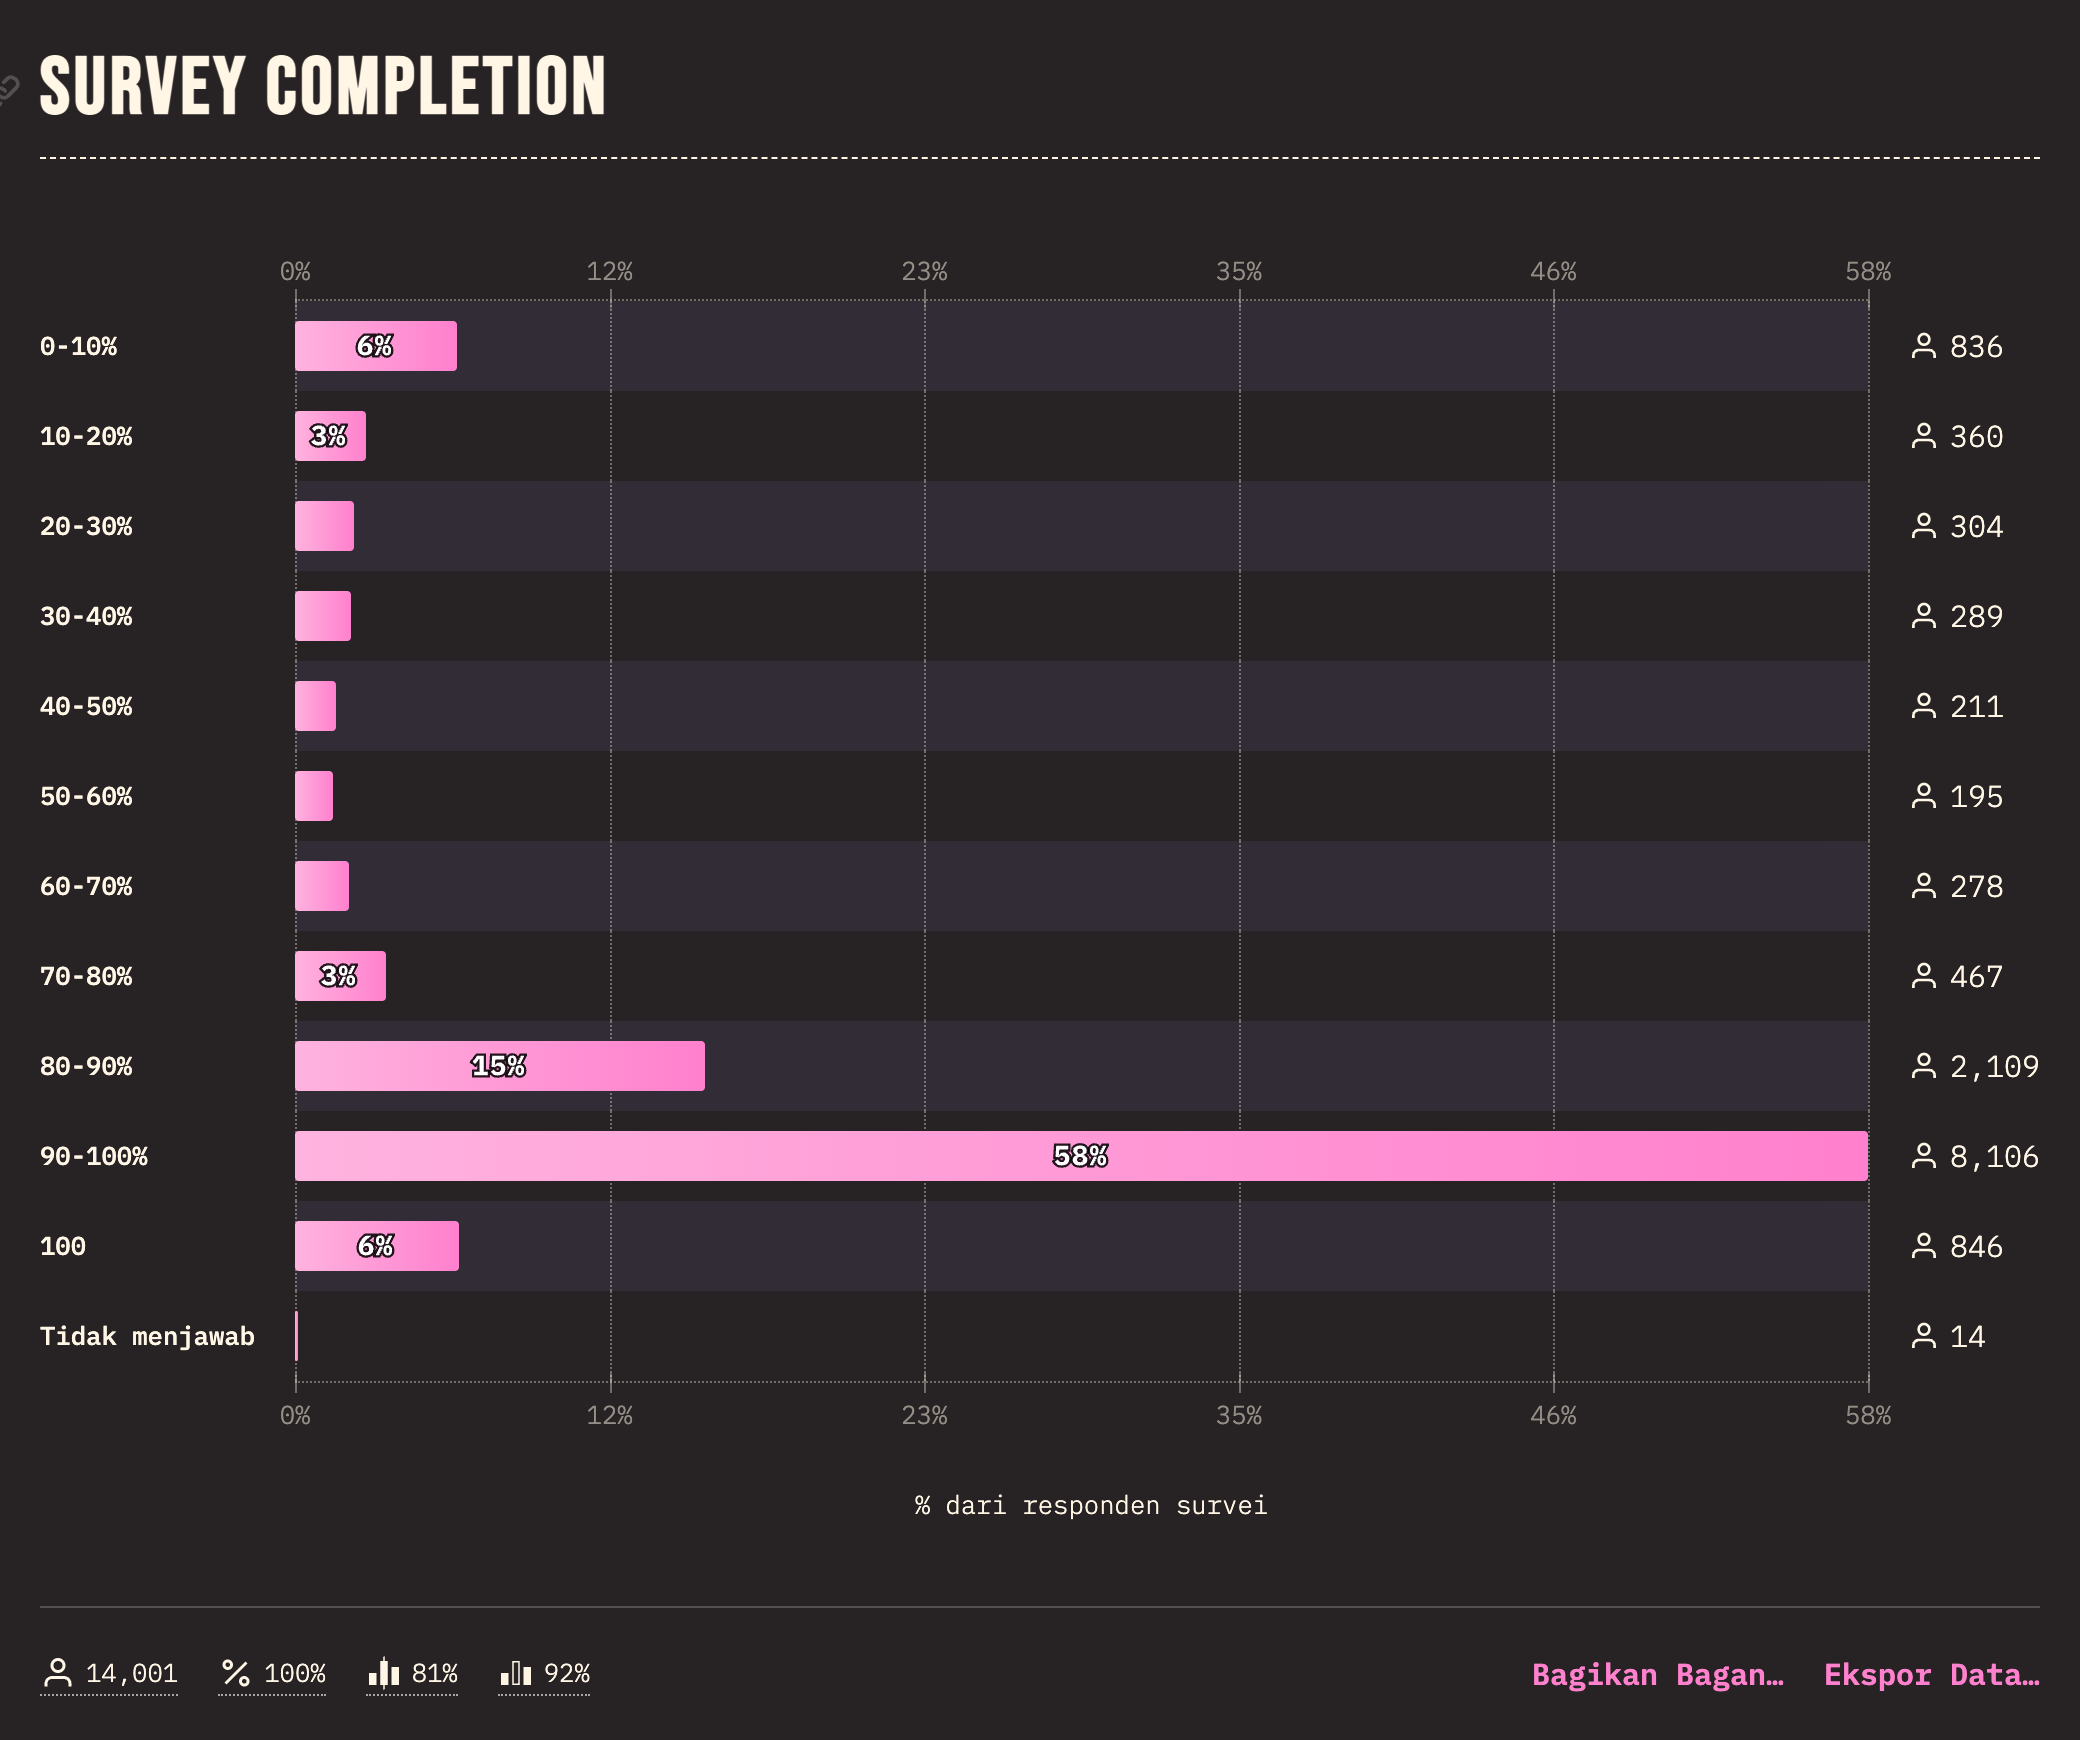 SURVEY COMPLETION
0% 12% 23% 35% 46% 58%
0-10% 6% 836
10-20% 3% 360
20-30% 304
30-40% 289
40-50% 211
50-60% 195
60-70% 278
70-80% 3% 467
80-90% 15% 2,109
90-100% 58% 8,106
100 6% 846
Tidak menjawab 14
0% 12% 23% 35% 46% 58%
% dari responden survei
14,001 100% 81% 92% Bagikan Bagan… Ekspor Data…